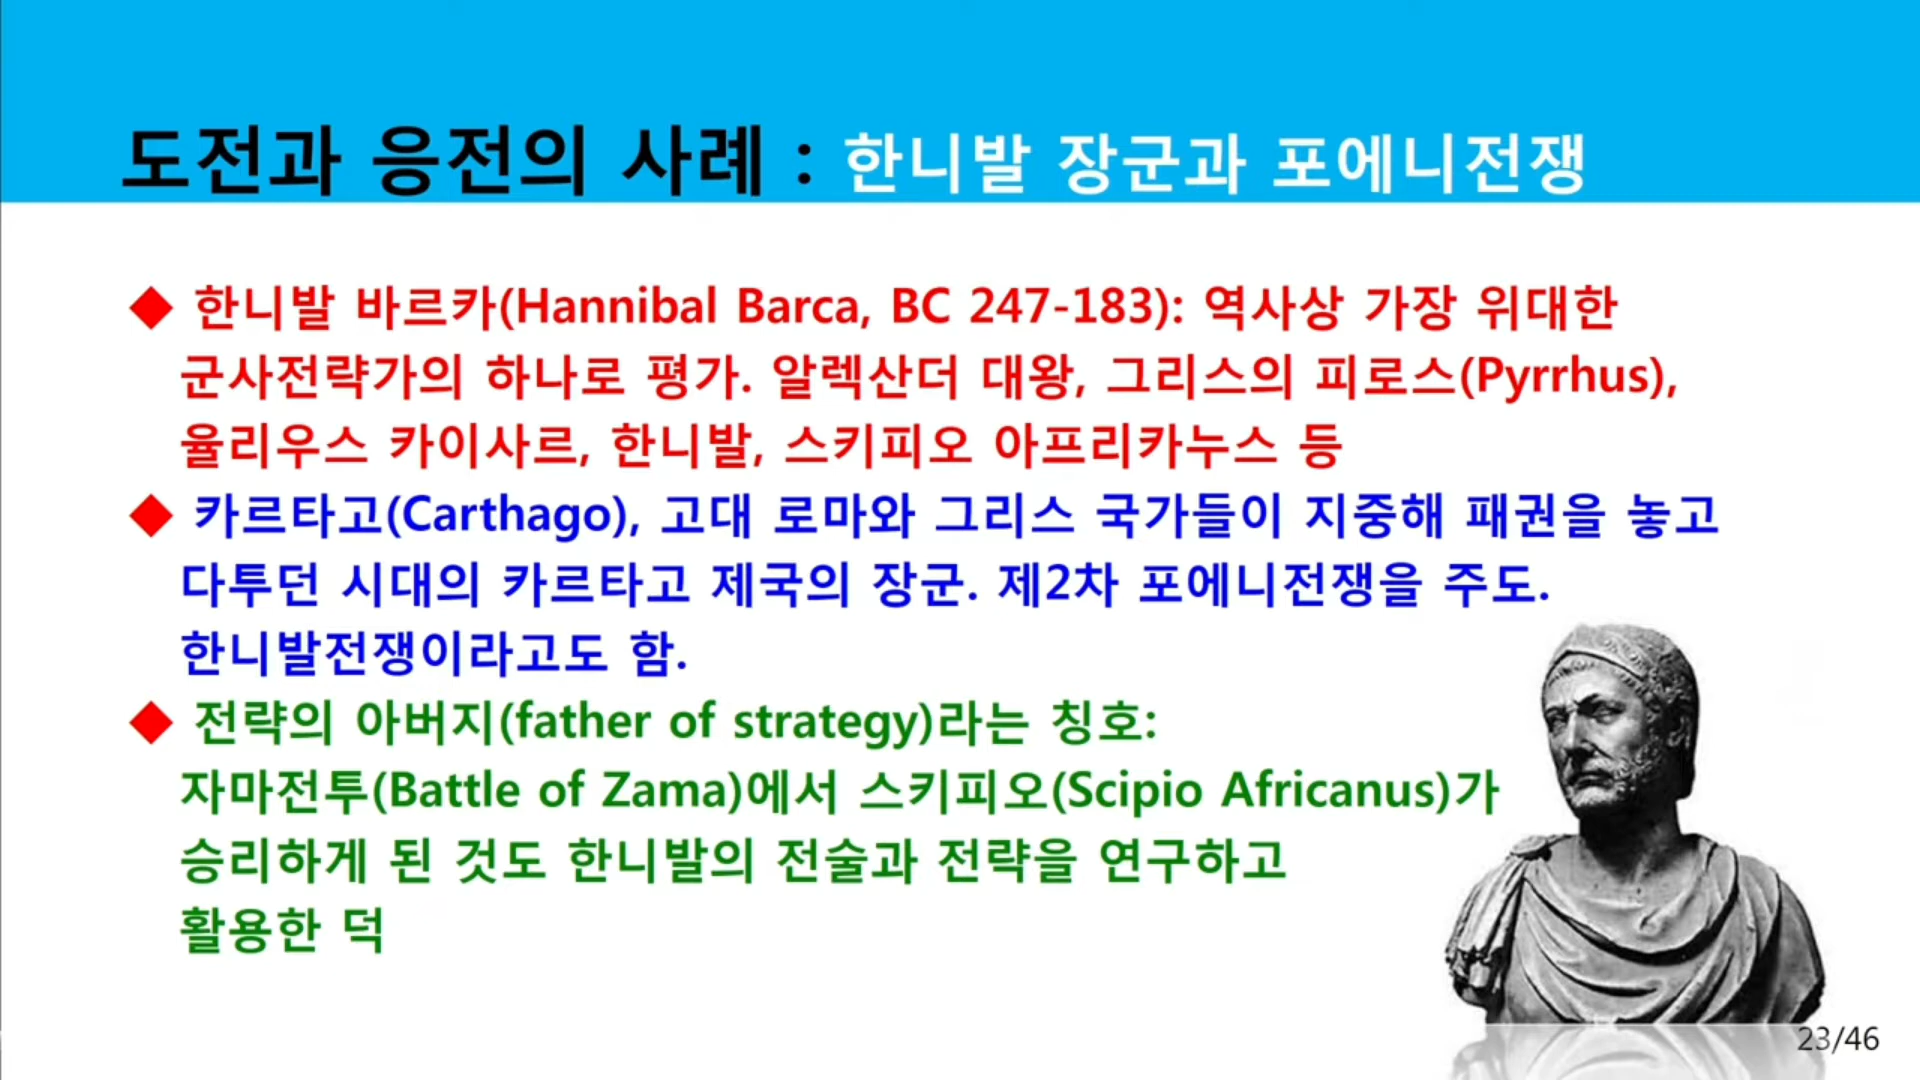 도전과 응전의 사례 : 한니발 장군과 포에니전쟁
◆ 한니발 바르카(Hannibal Barca, BC 247-183): 역사상 가장 위대한
군사전략가의 하나로 평가. 알렉산더 대왕, 그리스의 피로스(Pyrrhus),
율리우스 카이사르, 한니발, 스키피오 아프리카누스 등
◆ 카르타고(Carthago), 고대 로마와 그리스 국가들이 지중해 패권을 놓고
다투던 시대의 카르타고 제국의 장군. 제2차 포에니전쟁을 주도.
한니발전쟁이라고도 함.
◆ 전략의 아버지(father of strategy)라는 칭호:
자마전투(Battle of Zama)에서 스키피오(Scipio Africanus)가
승리하게 된 것도 한니발의 전술과 전략을 연구하고
활용한 덕
23/46